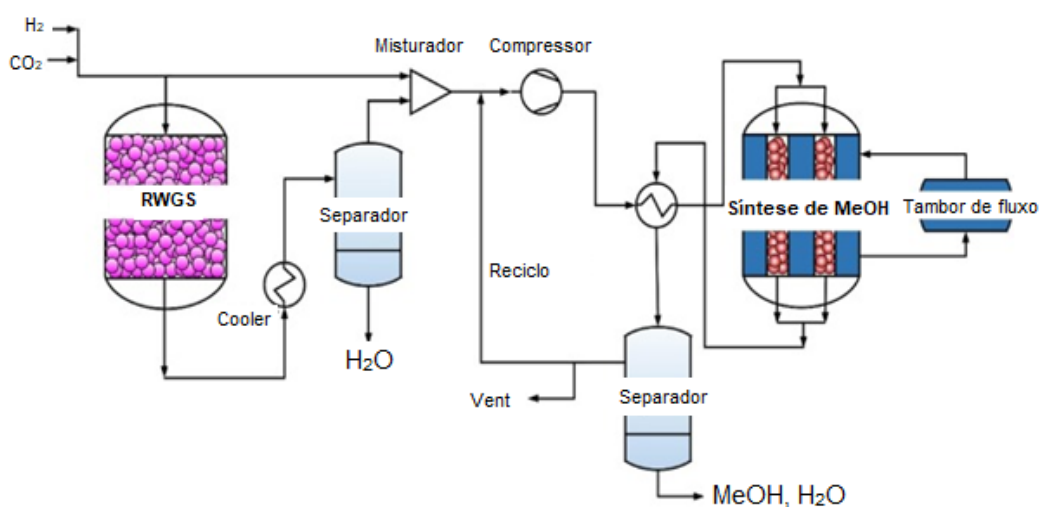 H₂
CO₂
Misturador
Compressor
RWGS
Separador
Síntese de MeOH
Tambor de fluxo
Cooler
Reciclo
H₂O
Vent
Separador
MeOH, H₂O